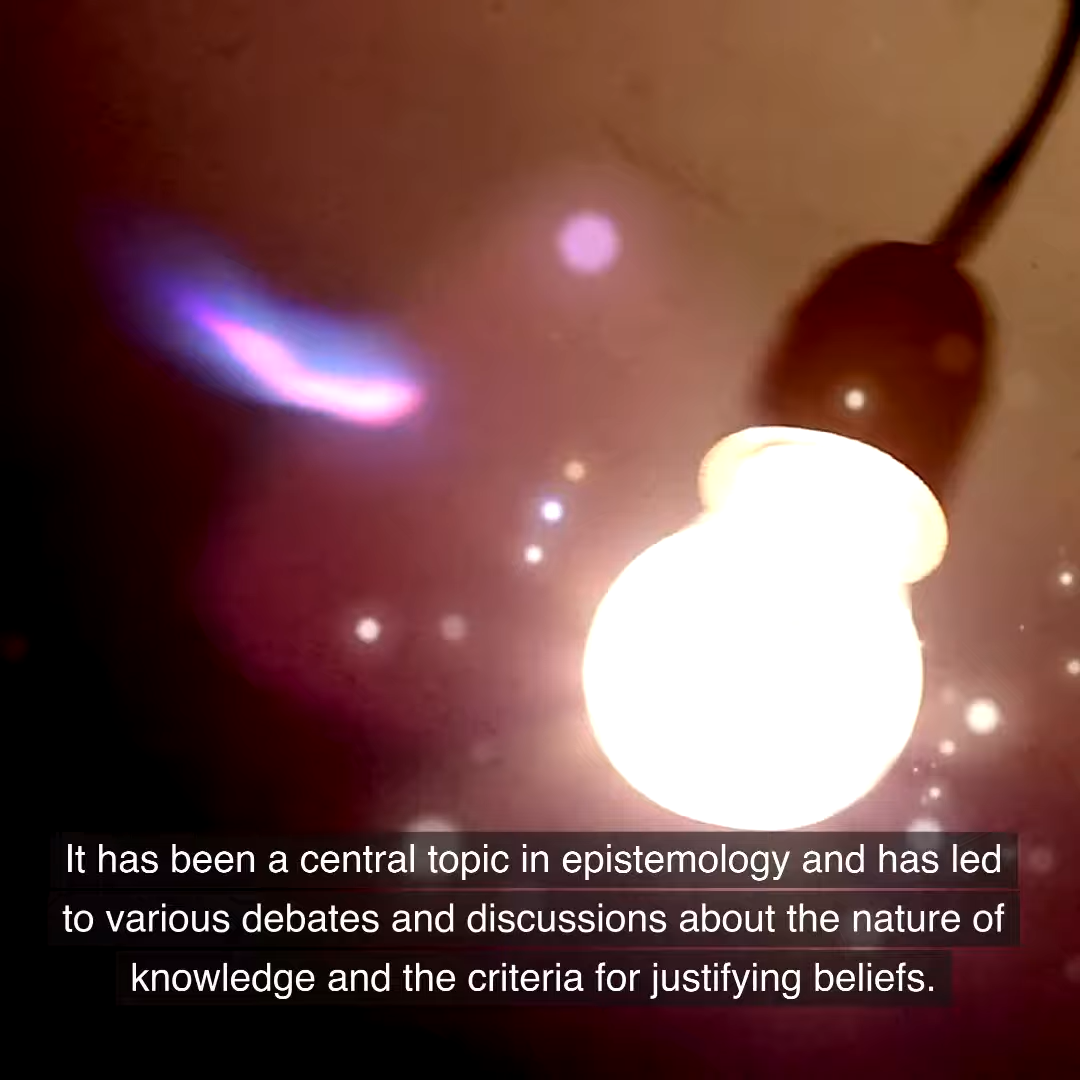 It has been a central topic in epistemology and has led
to various debates and discussions about the nature of
knowledge and the criteria for justifying beliefs.